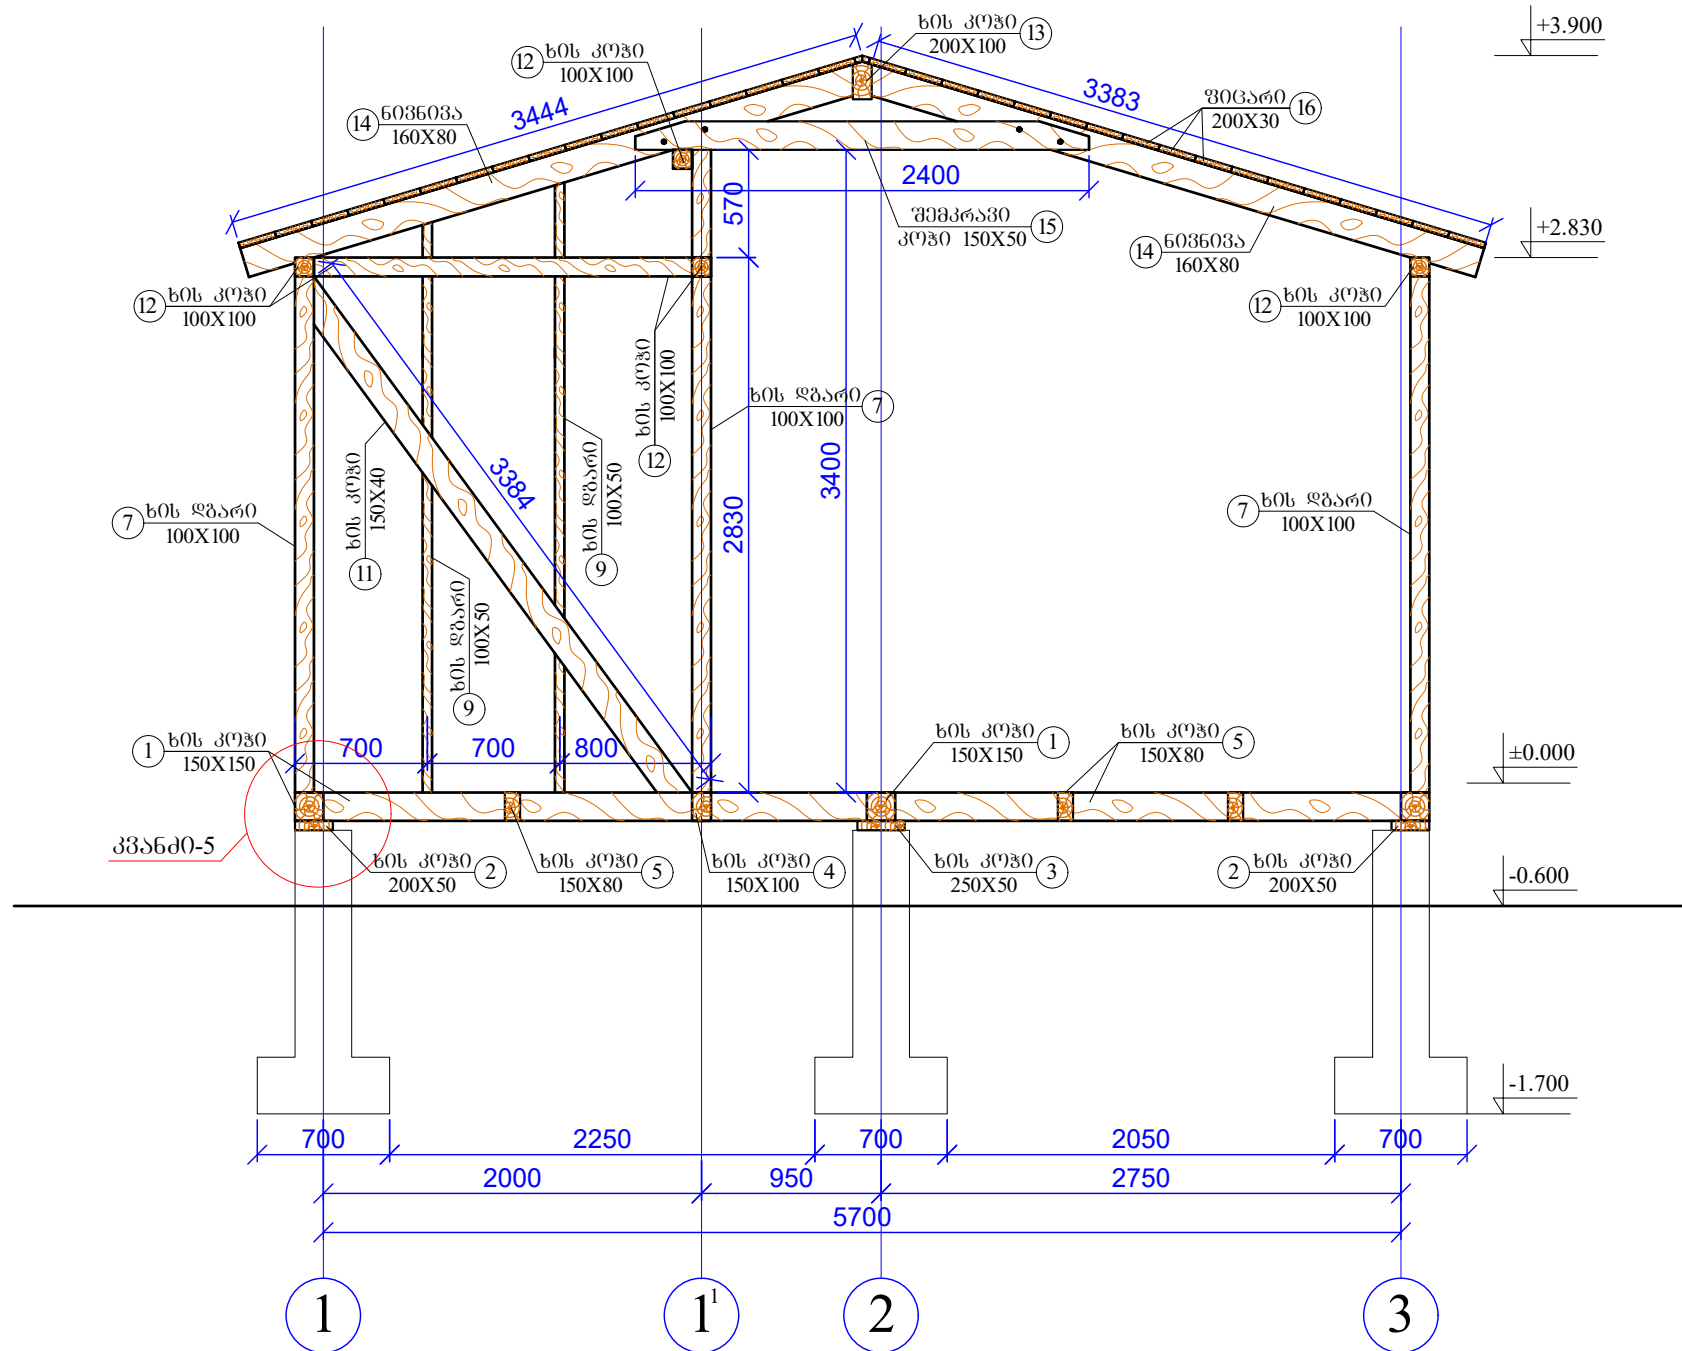 ხის კოჭი
200X100
13
+3.900
12
ხის კოჭი
100X100
3444
3383
ფიცარი
200X30
16
14
ნივნივა
160X80
2400
570
შემკრავი
კოჭი 150X50
15
+2.830
14
ნივნივა
160X80
12
ხის კოჭი
100X100
12
ხის კოჭი
100X100
ხის კოჭი
100X100
12
ხის დგარი
100X100
7
3384
3400
2830
ხის კოჭი
150X40
11
ხის დგარი
100X50
9
ხის დგარი
100X50
9
7
ხის დგარი
100X100
7
ხის დგარი
100X100
1
ხის კოჭი
150X150
700
700
800
ხის კოჭი
150X150
1
ხის კოჭი
150X80
5
±0.000
კვანძი-5
ხის კოჭი
200X50
2
ხის კოჭი
150X80
5
ხის კოჭი
150X100
4
ხის კოჭი
250X50
3
2
ხის კოჭი
200X50
-0.600
-1.700
700
2250
700
2050
700
2000
950
2750
5700
1
1¹
2
3